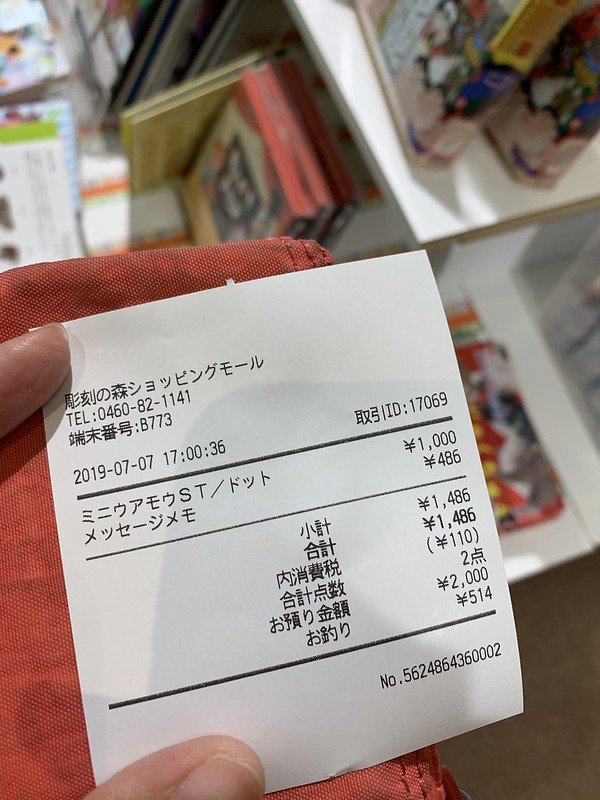 彫刻の森ショッピングモール
TEL:0460-82-1141
端末番号:B773
取引ID:17069
2019-07-07 17:00:36
ミニウアモウST／ドット ¥1,000
メッセージメモ ¥486
小計 ¥1,486
合計 ¥1,486
内消費税 (¥110)
合計点数 2点
お預り金額 ¥2,000
お釣り ¥514
No.5624864360002